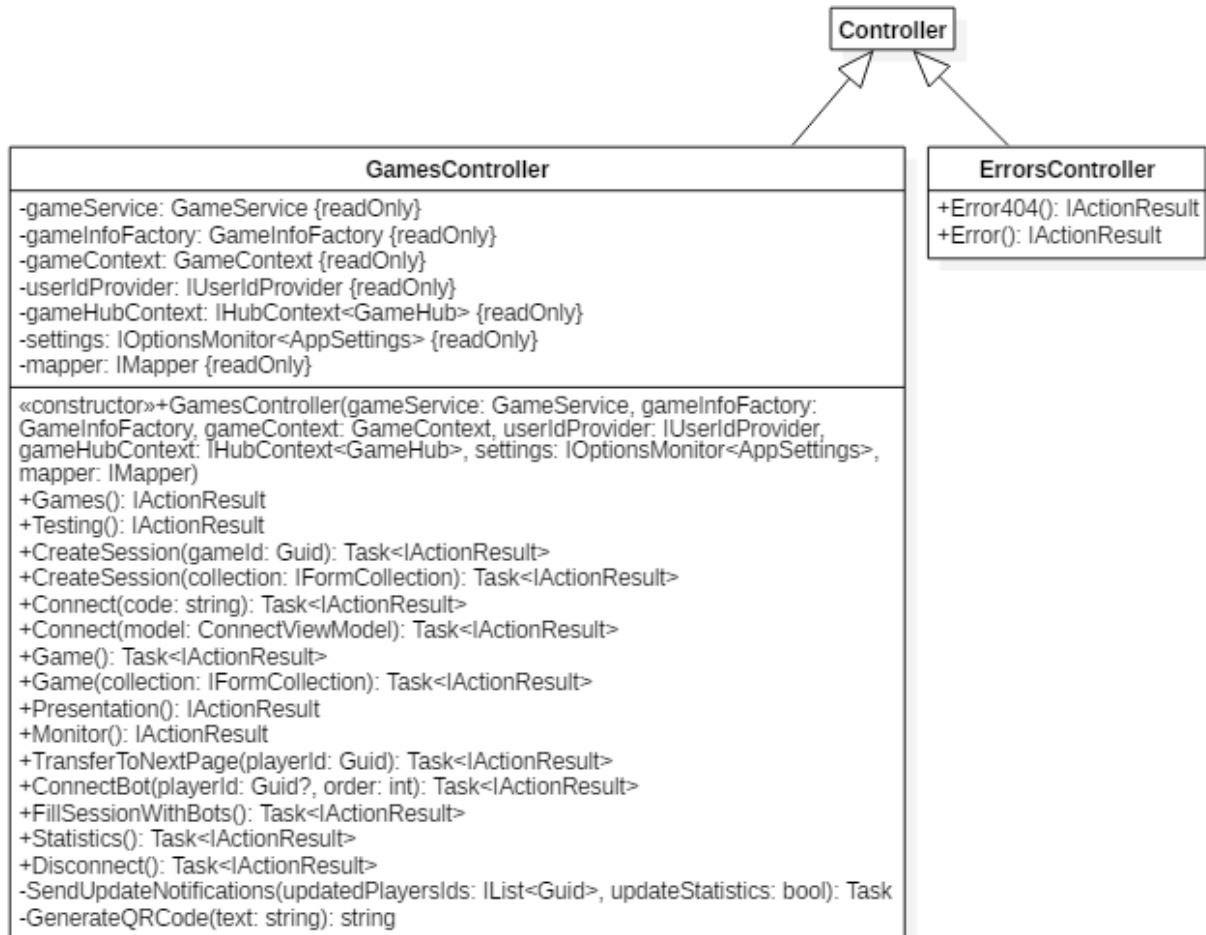 Controller
GamesController
-gameService: GameService {readOnly}
-gameInfoFactory: GameInfoFactory {readOnly}
-gameContext: GameContext {readOnly}
-userIdProvider: IUserIdProvider {readOnly}
-gameHubContext: IHubContext<GameHub> {readOnly}
-settings: IOptionsMonitor<AppSettings> {readOnly}
-mapper: IMapper {readOnly}
«constructor»+GamesController(gameService: GameService, gameInfoFactory:
GameInfoFactory, gameContext: GameContext, userIdProvider: IUserIdProvider,
gameHubContext: IHubContext<GameHub>, settings: IOptionsMonitor<AppSettings>,
mapper: IMapper)
+Games(): IActionResult
+Testing(): IActionResult
+CreateSession(gameId: Guid): Task<IActionResult>
+CreateSession(collection: IFormCollection): Task<IActionResult>
+Connect(code: string): Task<IActionResult>
+Connect(model: ConnectViewModel): Task<IActionResult>
+Game(): Task<IActionResult>
+Game(collection: IFormCollection): Task<IActionResult>
+Presentation(): IActionResult
+Monitor(): IActionResult
+TransferToNextPage(playerId: Guid): Task<IActionResult>
+ConnectBot(playerId: Guid?, order: int): Task<IActionResult>
+FillSessionWithBots(): Task<IActionResult>
+Statistics(): Task<IActionResult>
+Disconnect(): Task<IActionResult>
-SendUpdateNotifications(updatedPlayersIds: IList<Guid>, updateStatistics: bool): Task
-GenerateQRCode(text: string): string
ErrorsController
+Error404(): IActionResult
+Error(): IActionResult